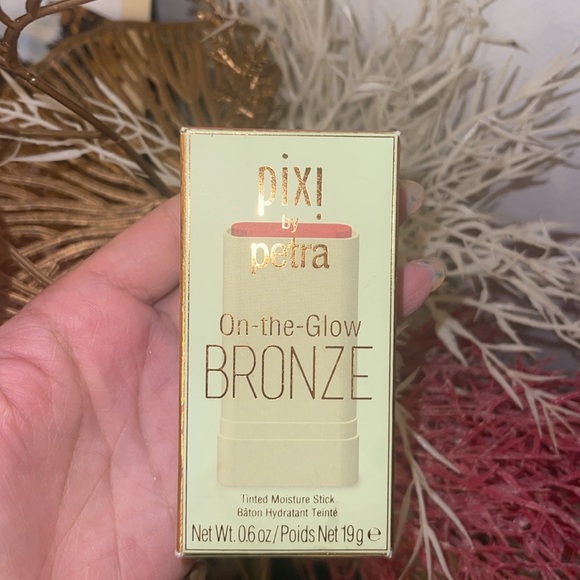 pixi
by
petra
On-the-Glow
BRONZE
Tinted Moisture Stick
Bâton Hydratant Teinté
Net Wt. 0.6 oz / Poids Net 19g ℮